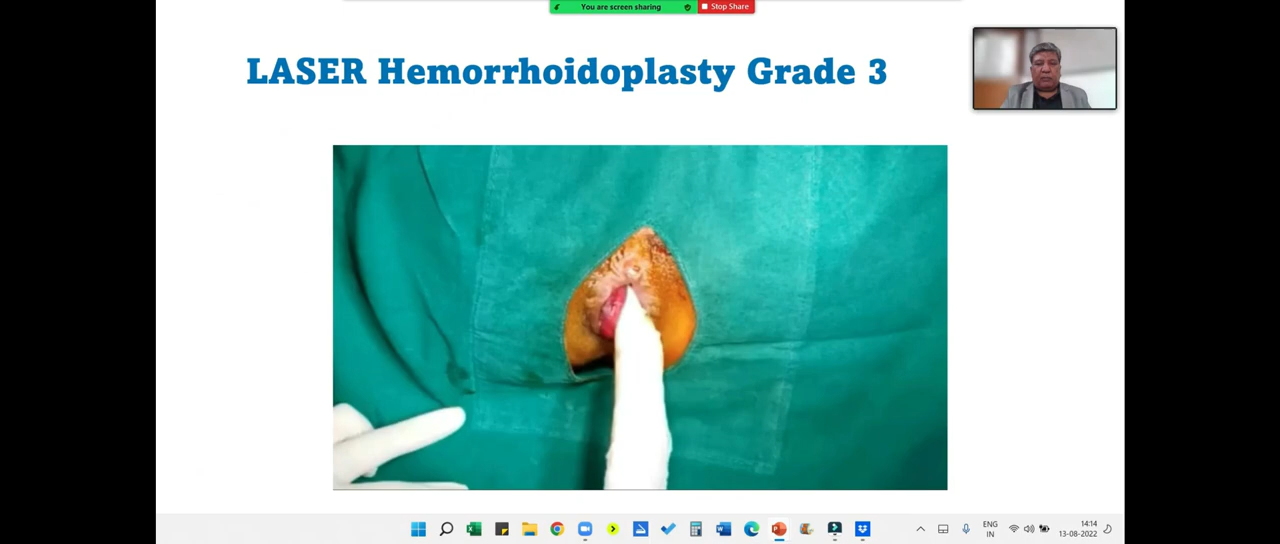 You are screen sharing
Stop Share
LASER Hemorrhoidoplasty Grade 3
ENG
IN
14:14
13-08-2022